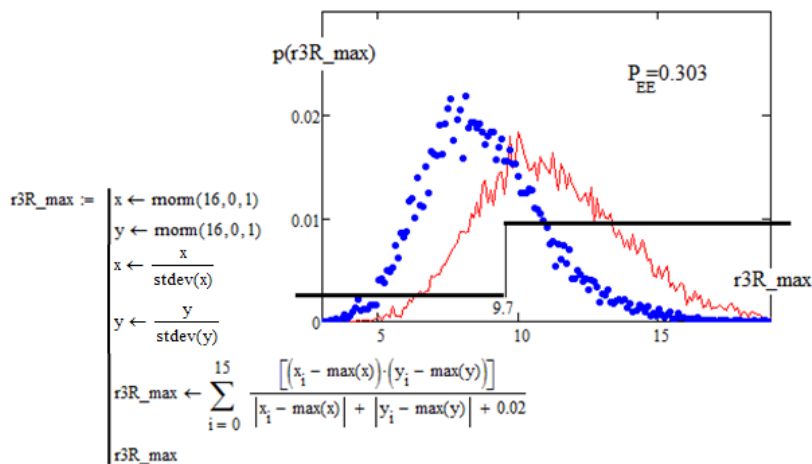 p(r3R_max)
P_EE=0.303
0.02
0.01
0
5
10
15
9.7
r3R_max
r3R_max := 
x ← rnorm(16,0,1)
y ← rnorm(16,0,1)
x ← x / stdev(x)
y ← y / stdev(y)
r3R_max ← 15 ∑ i = 0 [(x_i − max(x))·(y_i − max(y))] / |x_i − max(x)| + |y_i − max(y)| + 0.02
r3R_max